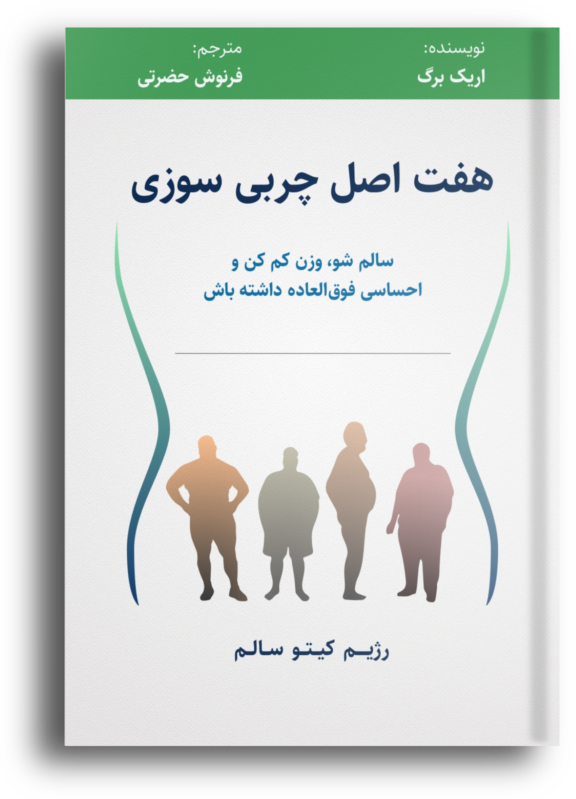 نویسنده:
اریک برگ
مترجم:
فرنوش حضرتی
هفت اصل چربی سوزی
سالم شو، وزن کم کن و
احساسی فوق‌العاده داشته باش
رژیم کیتو سالم